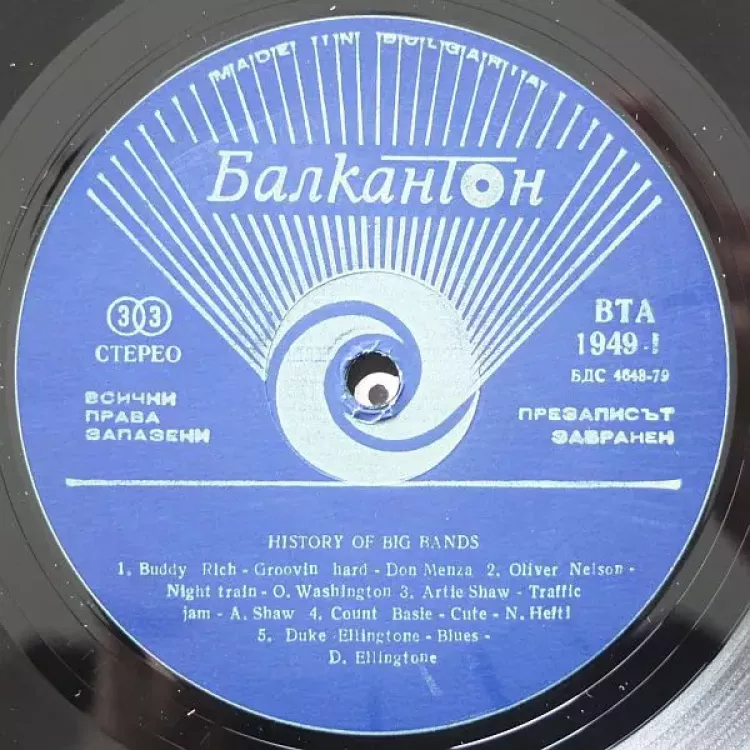 MADE IN BULGARIA
Балкантон
33
СТЕРЕО
ВСИЧКИ
ПРАВА
ЗАПАЗЕНИ
ВТА
1949-I
БДС 4648-79
ПРЕЗАПИСЪТ
ЗАБРАНЕН
HISTORY OF BIG BANDS
1. Buddy Rich - Groovin hard - Don Menza 2. Oliver Nelson -
Night train - O. Washington 3. Artie Shaw - Traffic
jam - A. Shaw 4. Count Basie - Cute - N. Hefti
5. Duke Ellingtone - Blues -
D. Ellingtone